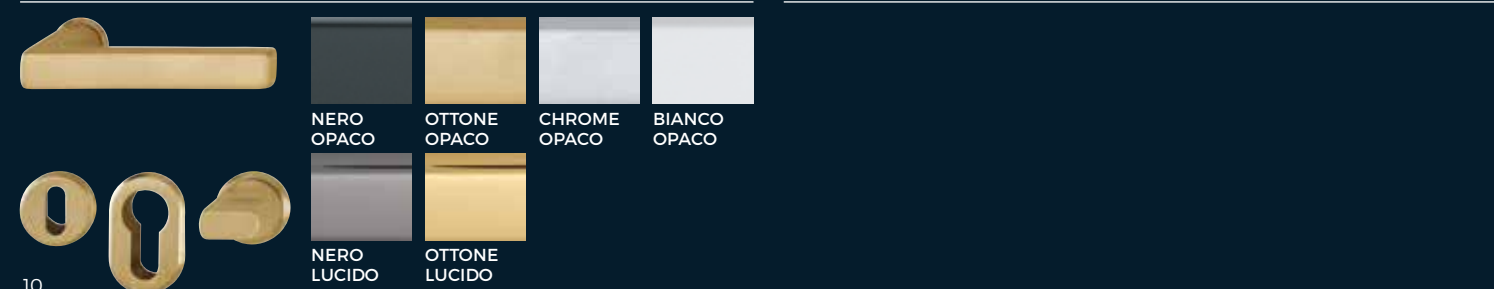 NERO
OPACO
OTTONE
OPACO
CHROME
OPACO
BIANCO
OPACO
NERO
LUCIDO
OTTONE
LUCIDO
10